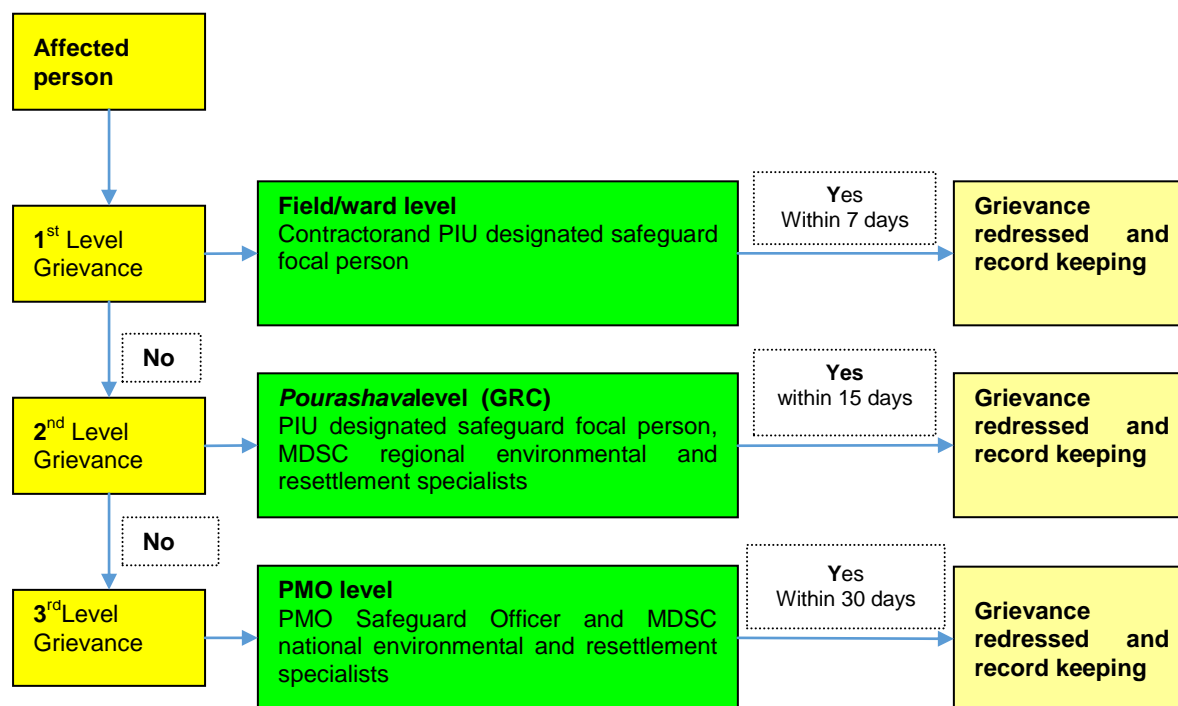 Affected
person
1st Level
Grievance
Field/ward level
Contractorand PIU designated safeguard
focal person
Yes
Within 7 days
Grievance
redressed and
record keeping
No
2nd Level
Grievance
Pourashavalevel (GRC)
PIU designated safeguard focal person,
MDSC regional environmental and
resettlement specialists
Yes
within 15 days
Grievance
redressed and
record keeping
No
3rdLevel
Grievance
PMO level
PMO Safeguard Officer and MDSC
national environmental and resettlement
specialists
Yes
Within 30 days
Grievance
redressed and
record keeping